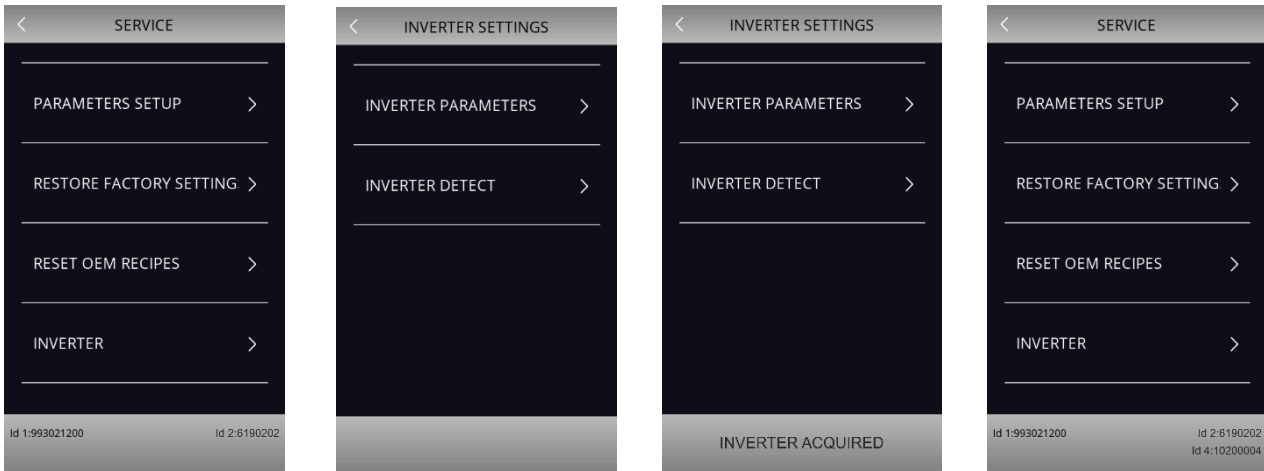 SERVICE
PARAMETERS SETUP
RESTORE FACTORY SETTING
RESET OEM RECIPES
INVERTER
Id 1:993021200
Id 2:6190202
INVERTER SETTINGS
INVERTER PARAMETERS
INVERTER DETECT
INVERTER SETTINGS
INVERTER PARAMETERS
INVERTER DETECT
INVERTER ACQUIRED
SERVICE
PARAMETERS SETUP
RESTORE FACTORY SETTING
RESET OEM RECIPES
INVERTER
Id 1:993021200
Id 2:6190202
Id 4:10200004